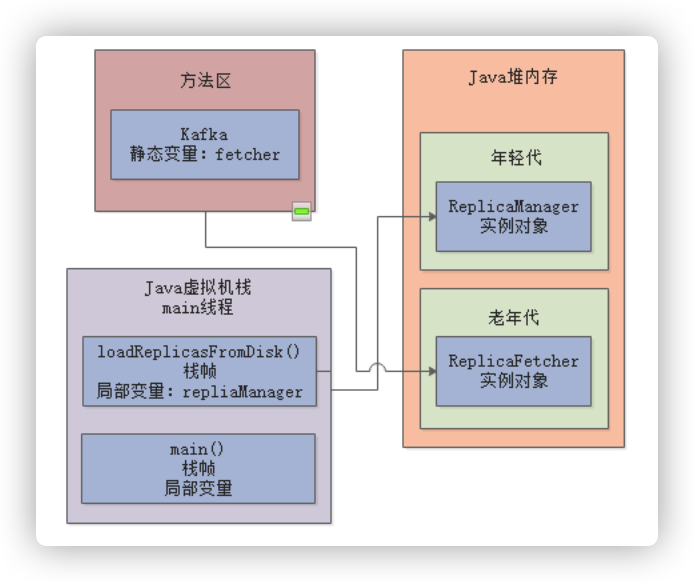 方法区
Kafka
静态变量: fetcher
Java堆内存
年轻代
ReplicaManager
实例对象
老年代
ReplicaFetcher
实例对象
Java虚拟机栈
main线程
loadReplicasFromDisk()
栈帧
局部变量: repliaManager
main()
栈帧
局部变量